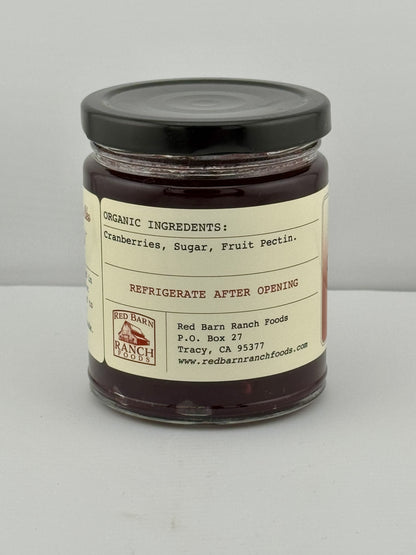 ORGANIC INGREDENTS:
Cranberries, Sugar, Fruit Pectin.
REFRIGERATE AFTER OPENING
RED BARN
RANCH
FOODS
Red Barn Ranch Foods
P.O. Box 27
Tracy, CA 95377
www.redbarnranchfoods.com